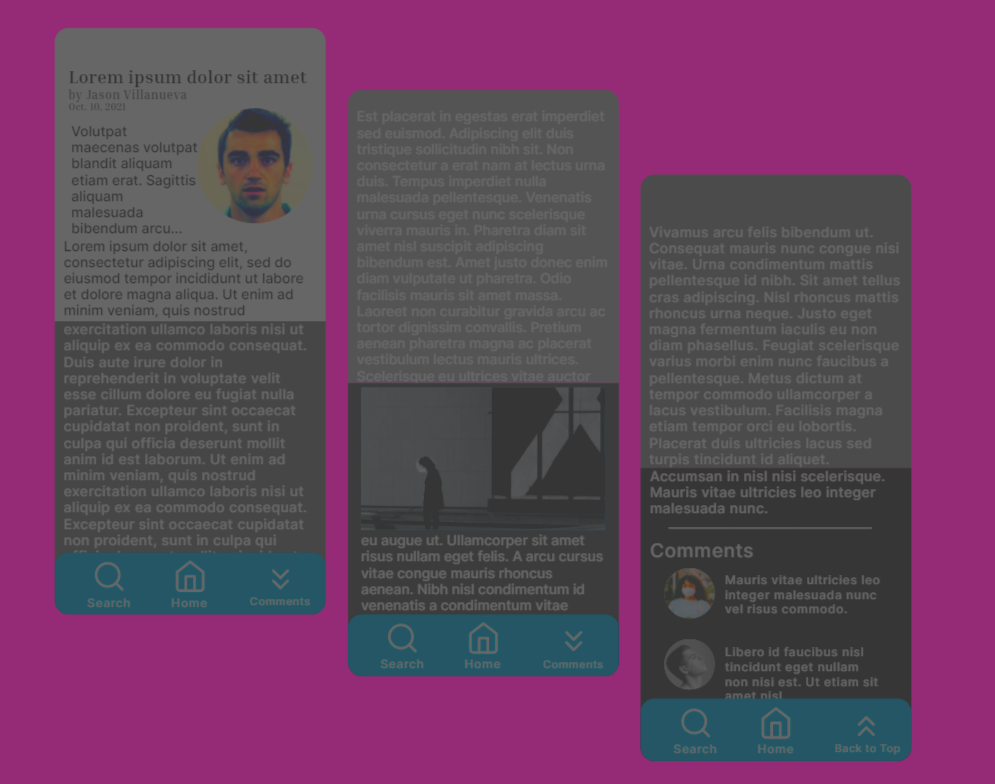 Lorem ipsum dolor sit amet
by Jason Villanueva
Oct. 10, 2021
Volutpat
maecenas volutpat
blandit aliquam
etiam erat. Sagittis
aliquam
malesuada
bibendum arcu...
Lorem ipsum dolor sit amet,
consectetur adipiscing elit, sed do
eiusmod tempor incididunt ut labore
et dolore magna aliqua. Ut enim ad
minim veniam, quis nostrud
exercitation ullamco laboris nisi ut
aliquip ex ea commodo consequat.
Duis aute irure dolor in
reprehenderit in voluptate velit
esse cillum dolore eu fugiat nulla
pariatur. Excepteur sint occaecat
cupidatat non proident, sunt in
culpa qui officia deserunt mollit
anim id est laborum. Ut enim ad
minim veniam, quis nostrud
exercitation ullamco laboris nisi ut
aliquip ex ea commodo consequat.
Excepteur sint occaecat cupidatat
non proident, sunt in culpa qui
Search
Home
Comments
Est placerat in egestas erat imperdiet
sed euismod. Adipiscing elit duis
tristique sollicitudin nibh sit. Non
consectetur a erat nam at lectus urna
duis. Tempus imperdiet nulla
malesuada pellentesque. Venenatis
urna cursus eget nunc scelerisque
viverra mauris in. Pharetra diam sit
amet nisl suscipit adipiscing
bibendum est. Amet justo donec enim
diam vulputate ut pharetra. Odio
facilisis mauris sit amet massa.
Laoreet non curabitur gravida arcu ac
tortor dignissim convallis. Pretium
aenean pharetra magna ac placerat
vestibulum lectus mauris ultrices.
Scelerisque eu ultrices vitae auctor
eu augue ut. Ullamcorper sit amet
risus nullam eget felis. A arcu cursus
vitae congue mauris rhoncus
aenean. Nibh nisl condimentum id
venenatis a condimentum vitae
Search
Home
Comments
Vivamus arcu felis bibendum ut.
Consequat mauris nunc congue nisi
vitae. Urna condimentum mattis
pellentesque id nibh. Sit amet tellus
cras adipiscing. Nisl rhoncus mattis
rhoncus urna neque. Justo eget
magna fermentum iaculis eu non
diam phasellus. Feugiat scelerisque
varius morbi enim nunc faucibus a
pellentesque. Metus dictum at
tempor commodo ullamcorper a
lacus vestibulum. Facilisis magna
etiam tempor orci eu lobortis.
Placerat duis ultricies lacus sed
turpis tincidunt id aliquet.
Accumsan in nisl nisi scelerisque.
Mauris vitae ultricies leo integer
malesuada nunc.
Comments
Mauris vitae ultricies leo
integer malesuada nunc
vel risus commodo.
Libero id faucibus nisl
tincidunt eget nullam
non nisi est. Ut etiam sit
amet nisl
Search
Home
Back to Top